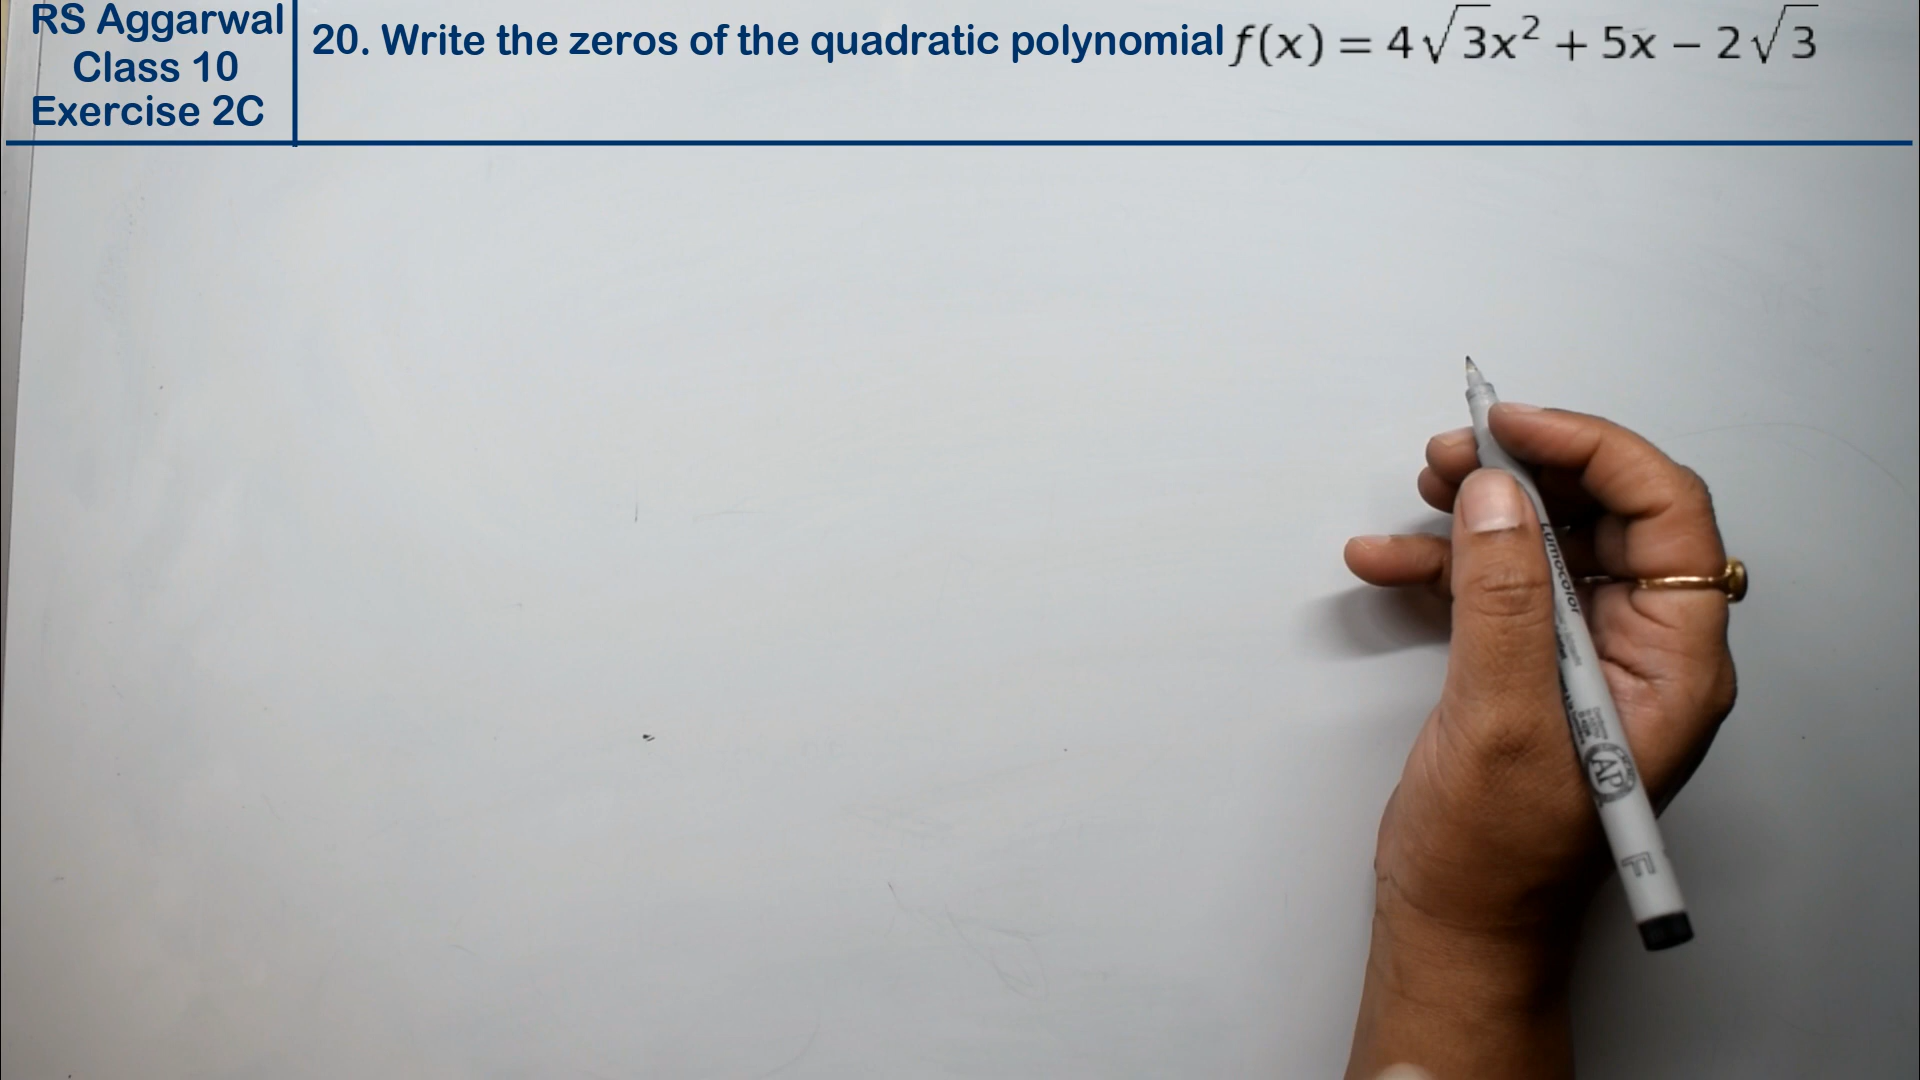 RS Aggarwal
Class 10
Exercise 2C
20. Write the zeros of the quadratic polynomial f(x) = 4√3x² + 5x − 2√3
Lumocolor
AP
F